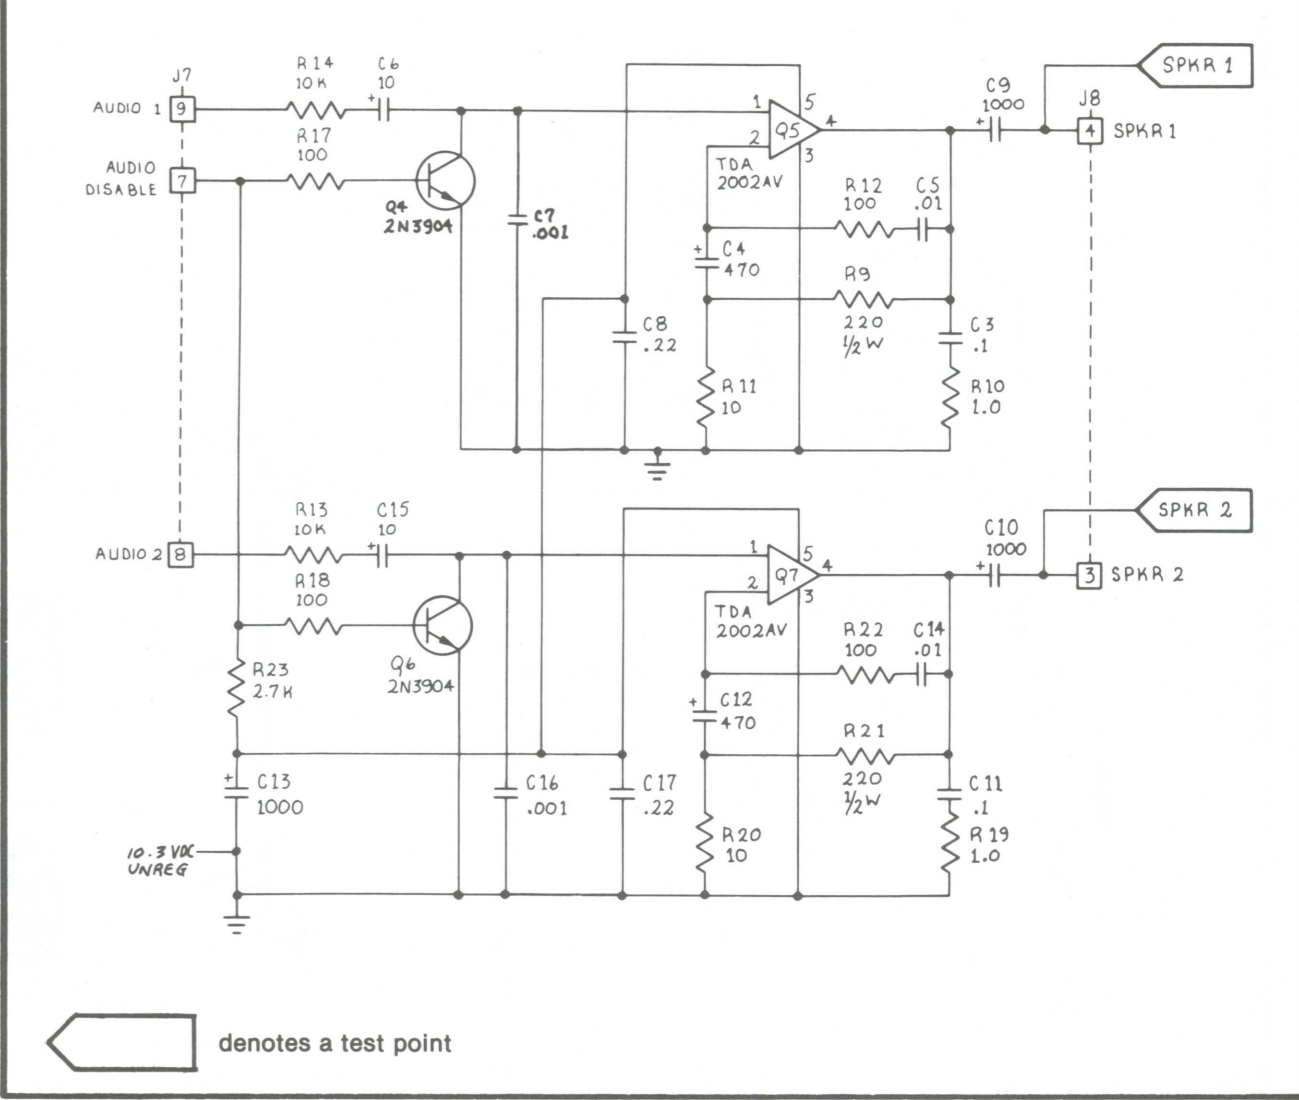 SPKR 1
J7
R14
10K
C6
10
+
AUDIO 1
9
R17
100
AUDIO
DISABLE
7
Q4
2N3904
C7
.001
1
5
Q5
4
2
3
TDA
2002AV
C9
1000
+
J8
4
SPKR1
R12
100
C5
.01
+
C4
470
R9
220
1/2W
C8
.22
C3
.1
R11
10
R10
1.0
SPKR 2
R13
10K
C15
10
+
AUDIO 2
8
R18
100
Q6
2N3904
1
5
Q7
4
2
3
TDA
2002AV
C10
1000
+
3
SPKR 2
R22
100
C14
.01
R23
2.7K
+
C12
470
R21
220
1/2W
+
C13
1000
C16
.001
C17
.22
C11
.1
R20
10
R19
1.0
10.3 VDC
UNREG
denotes a test point